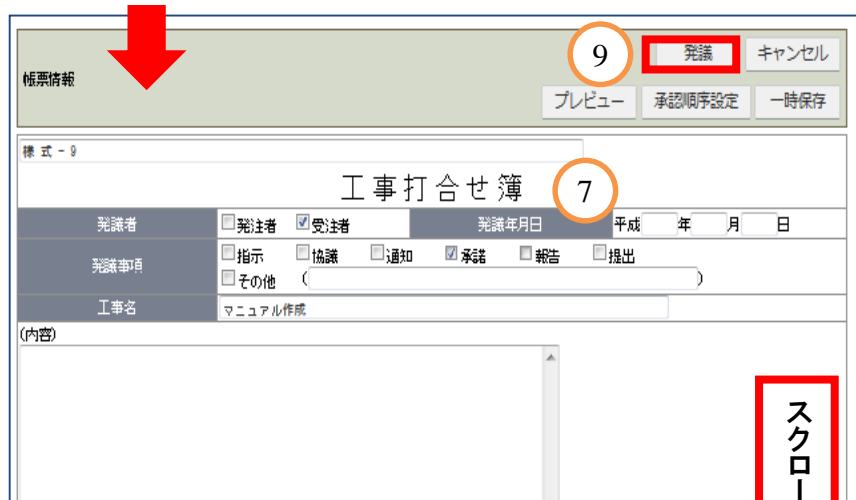 9
発議
キャンセル
帳票情報
プレビュー
承認順序設定
一時保存
様式-9
工事打合せ簿
7
発議者
発注者
受注者
発議年月日
平成 年 月 日
発議事項
指示 協議 通知 承諾 報告 提出
その他 ( )
工事名
マニュアル作成
(内容)
スクロー